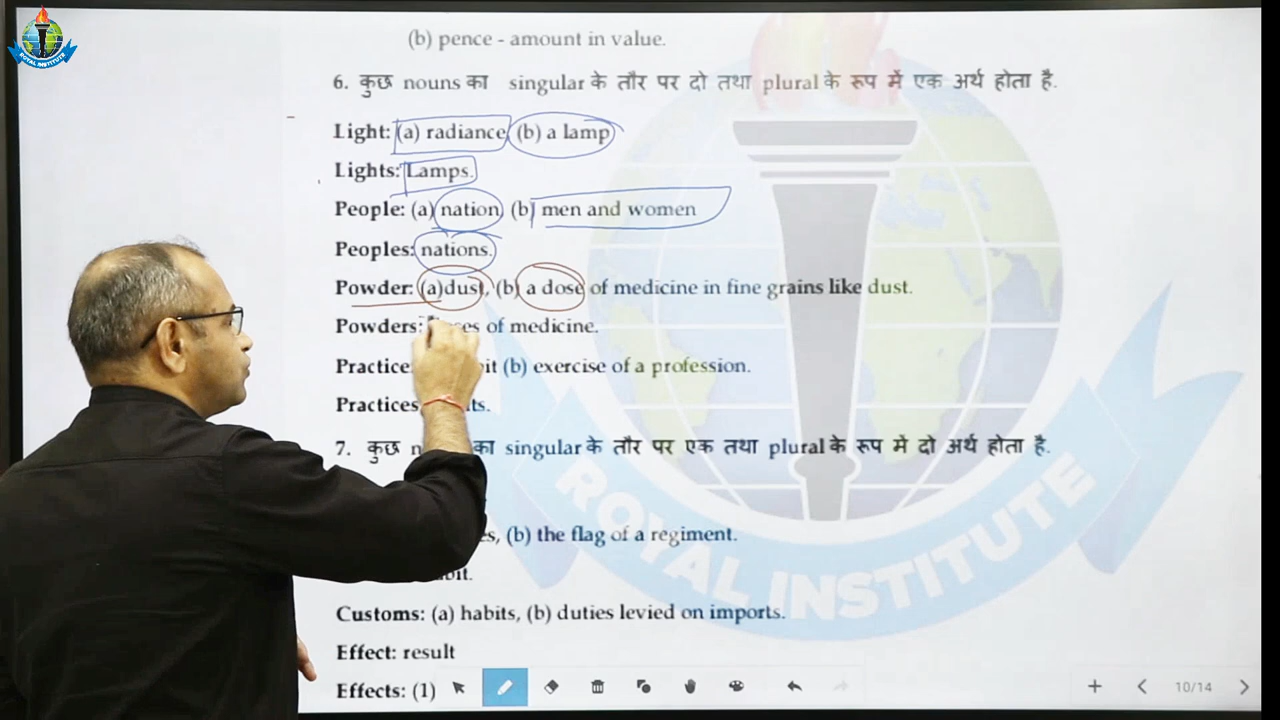 ROYAL INSTITUTE
(b) pence - amount in value.
6. कुछ nouns का singular के तौर पर दो तथा plural के रूप में एक अर्थ होता है.
Light: (a) radiance (b) a lamp
Lights: Lamps.
People: (a) nation (b) men and women
Peoples: nations.
Powder: (a)dust, (b) a dose of medicine in fine grains like dust.
Powders: of medicine.
Practice (b) exercise of a profession.
Practices
7. कुछ का singular के तौर पर एक तथा plural के रूप में दो अर्थ होता है.
(b) the flag of a regiment.
Customs: (a) habits, (b) duties levied on imports.
Effect: result
Effects: (1)
10/14
ROYAL INSTITUTE